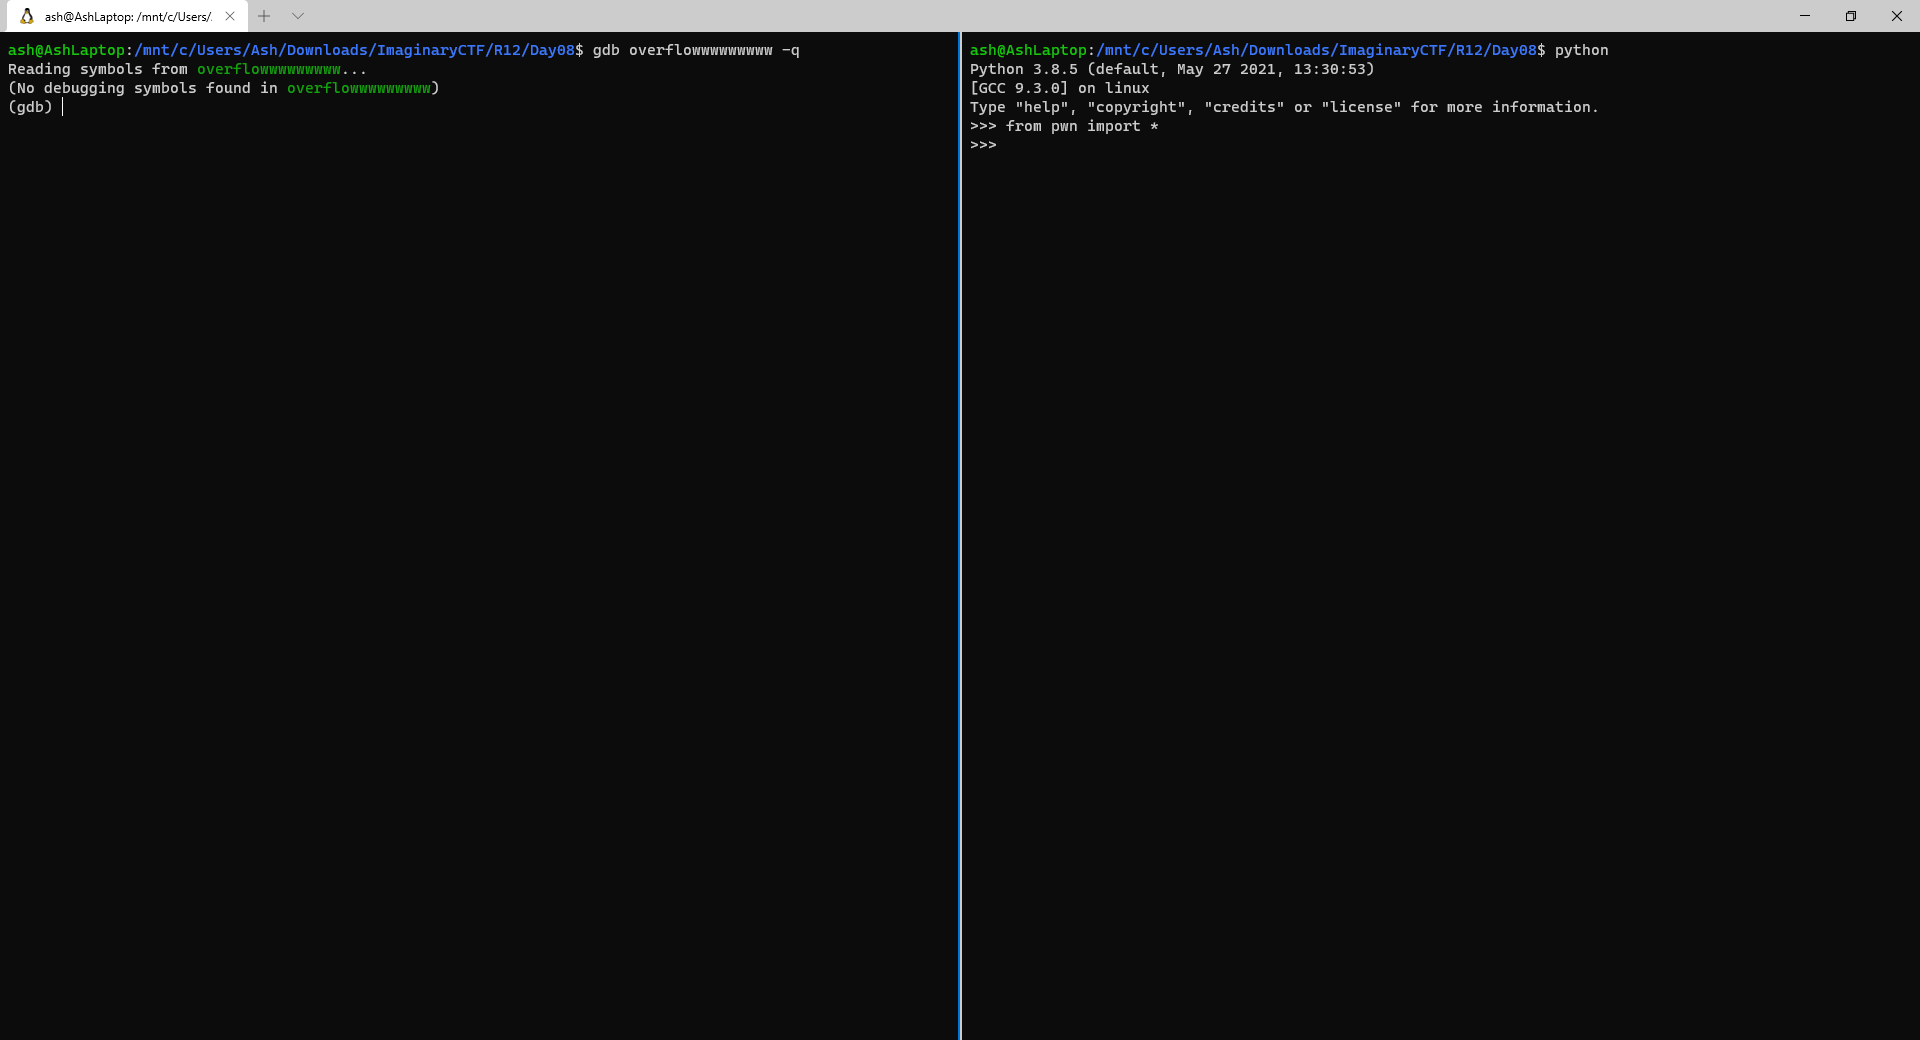 ash@AshLaptop: /mnt/c/Users/.
ash@AshLaptop:/mnt/c/Users/Ash/Downloads/ImaginaryCTF/R12/Day08$ gdb overflowwwwwwwwww -q
Reading symbols from overflowwwwwwwwww...
(No debugging symbols found in overflowwwwwwwwww)
(gdb)
ash@AshLaptop:/mnt/c/Users/Ash/Downloads/ImaginaryCTF/R12/Day08$ python
Python 3.8.5 (default, May 27 2021, 13:30:53)
[GCC 9.3.0] on linux
Type "help", "copyright", "credits" or "license" for more information.
>>> from pwn import *
>>>